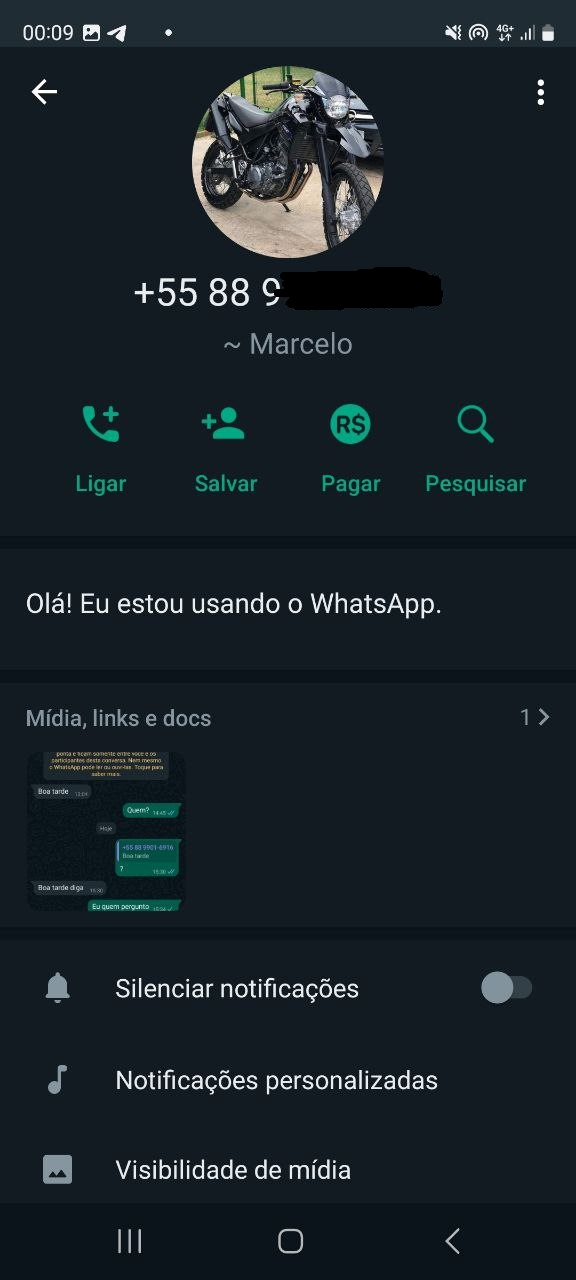 00:09
4G+
+55 88 9
~ Marcelo
R$
Ligar
Salvar
Pagar
Pesquisar
Olá! Eu estou usando o WhatsApp.
Mídia, links e docs
1
ponta e ficam somente entre você e os
participantes desta conversa. Nem mesmo
o WhatsApp pode ler ou ouvi-las. Toque para
saber mais.
Boa tarde 13:04
Quem? 14:45
Hoje
+55 88 9901-6916
Boa tarde
? 15:30
Boa tarde diga 15:30
Eu quem pergunto 15:34
Silenciar notificações
Notificações personalizadas
Visibilidade de mídia